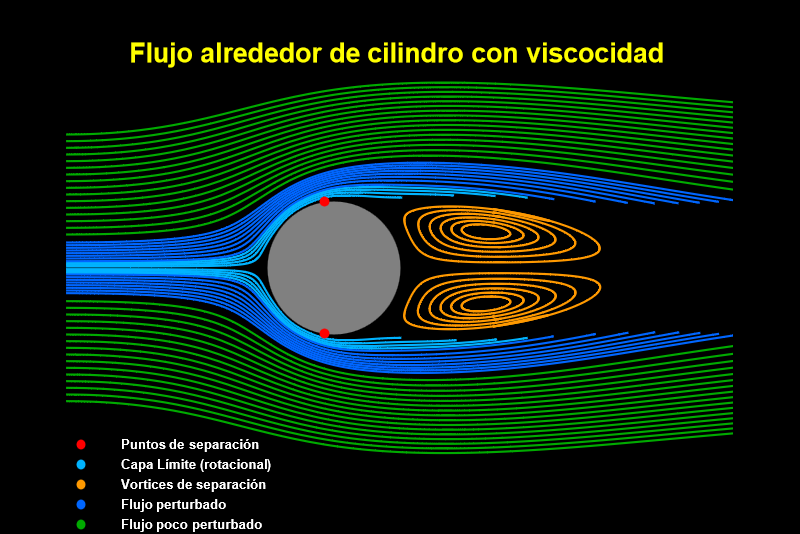 Flujo alrededor de cilindro con viscocidad
Puntos de separación
Capa Límite (rotacional)
Vortices de separación
Flujo perturbado
Flujo poco perturbado